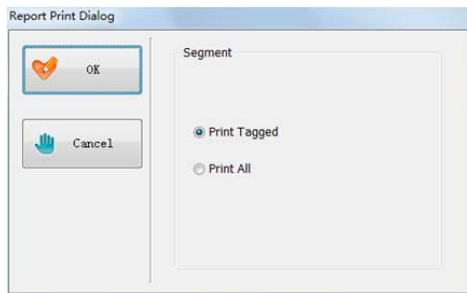 Report Print Dialog
Segment
OK
Print Tagged
Cancel
Print All